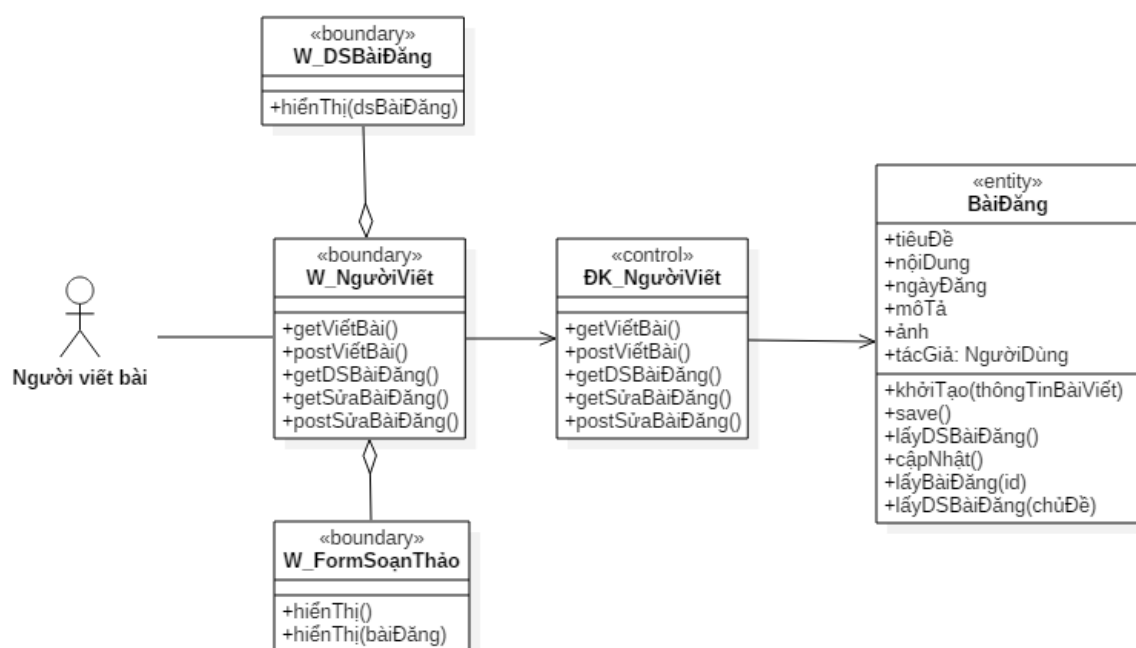 «boundary»
W_DSBàiĐăng
+hiểnThị(dsBàiĐăng)
«boundary»
W_NgườiViết
+getViếtBài()
+postViếtBài()
+getDSBàiĐăng()
+getSửaBàiĐăng()
+postSửaBàiĐăng()
«control»
ĐK_NgườiViết
+getViếtBài()
+postViếtBài()
+getDSBàiĐăng()
+getSửaBàiĐăng()
+postSửaBàiĐăng()
«entity»
BàiĐăng
+tiêuĐề
+nộiDung
+ngàyĐăng
+môTả
+ảnh
+tácGiả: NgườiDùng
+khởiTạo(thôngTinBàiViết)
+save()
+lấyDSBàiĐăng()
+cậpNhật()
+lấyBàiĐăng(id)
+lấyDSBàiĐăng(chủĐề)
Người viết bài
«boundary»
W_FormSoạnThảo
+hiểnThị()
+hiểnThị(bàiĐăng)